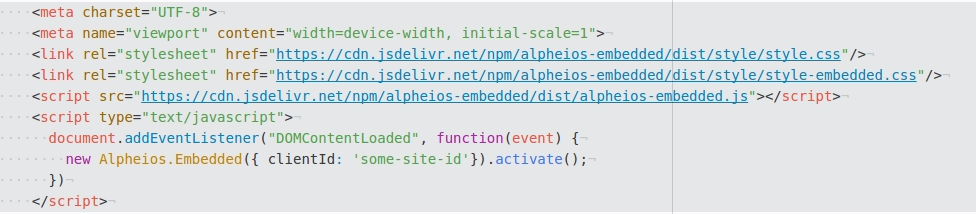 <meta charset="UTF-8">
<meta name="viewport" content="width=device-width, initial-scale=1">
<link rel="stylesheet" href="https://cdn.jsdelivr.net/npm/alpheios-embedded/dist/style/style.css"/>
<link rel="stylesheet" href="https://cdn.jsdelivr.net/npm/alpheios-embedded/dist/style/style-embedded.css"/>
<script src="https://cdn.jsdelivr.net/npm/alpheios-embedded/dist/alpheios-embedded.js"></script>
<script type="text/javascript">
document.addEventListener("DOMContentLoaded", function(event) {
new Alpheios.Embedded({ clientId: 'some-site-id'}).activate();
})
</script>